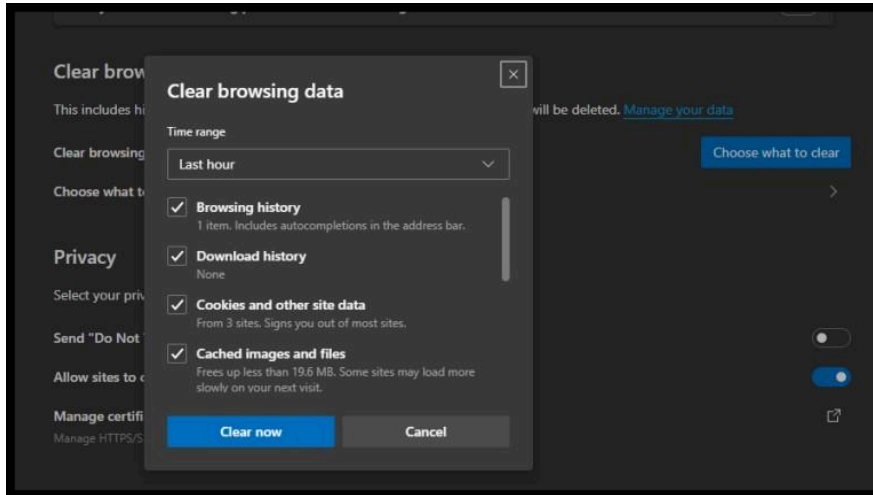 Clear brow
This includes hi
will be deleted. Manage your data
Clear browsing
Choose what to clear
Choose what to
Privacy
Select your priv
Send "Do Not
Allow sites to c
Manage certifi
Manage HTTPS/S
Clear browsing data
Time range
Last hour
Browsing history
1 item. Includes autocompletions in the address bar.
Download history
None
Cookies and other site data
From 3 sites. Signs you out of most sites.
Cached images and files
Frees up less than 19.6 MB. Some sites may load more
slowly on your next visit.
Clear now
Cancel